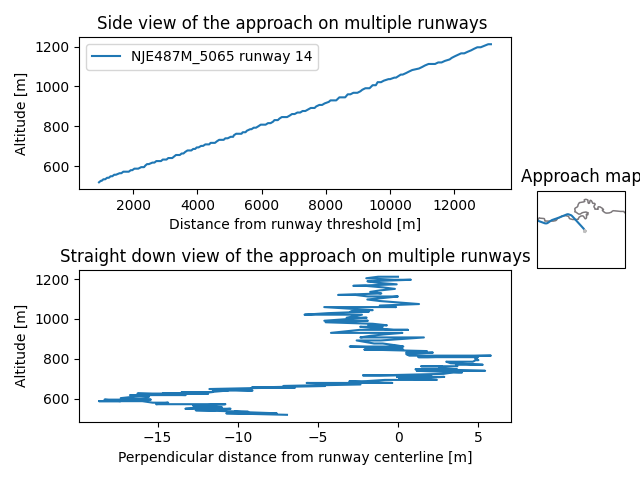 Side view of the approach on multiple runways
1200
1000
800
600
Altitude [m]
NJE487M_5065 runway 14
2000 4000 6000 8000 10000 12000
Distance from runway threshold [m]
Approach map
Straight down view of the approach on multiple runways
1200
1000
800
600
Altitude [m]
−15 −10 −5 0 5
Perpendicular distance from runway centerline [m]